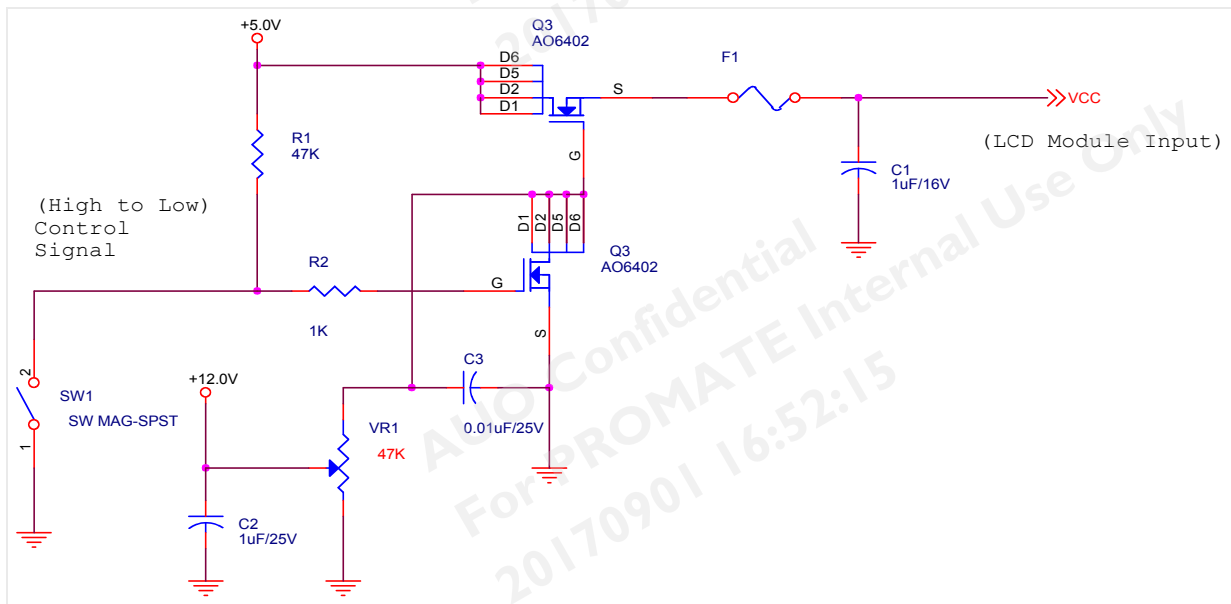 +5.0V
Q3
AO6402
D6
D5
D2
D1
S
G
F1
VCC
(LCD Module Input)
R1
47K
C1
1uF/16V
(High to Low)
Control
Signal
D1
D2
D5
D6
Q3
AO6402
R2
1K
G
S
2
SW1
SW MAG-SPST
1
+12.0V
C3
0.01uF/25V
VR1
47K
C2
1uF/25V
AUO Confidential
For PROMATE Internal Use Only
20170901 16:52:15